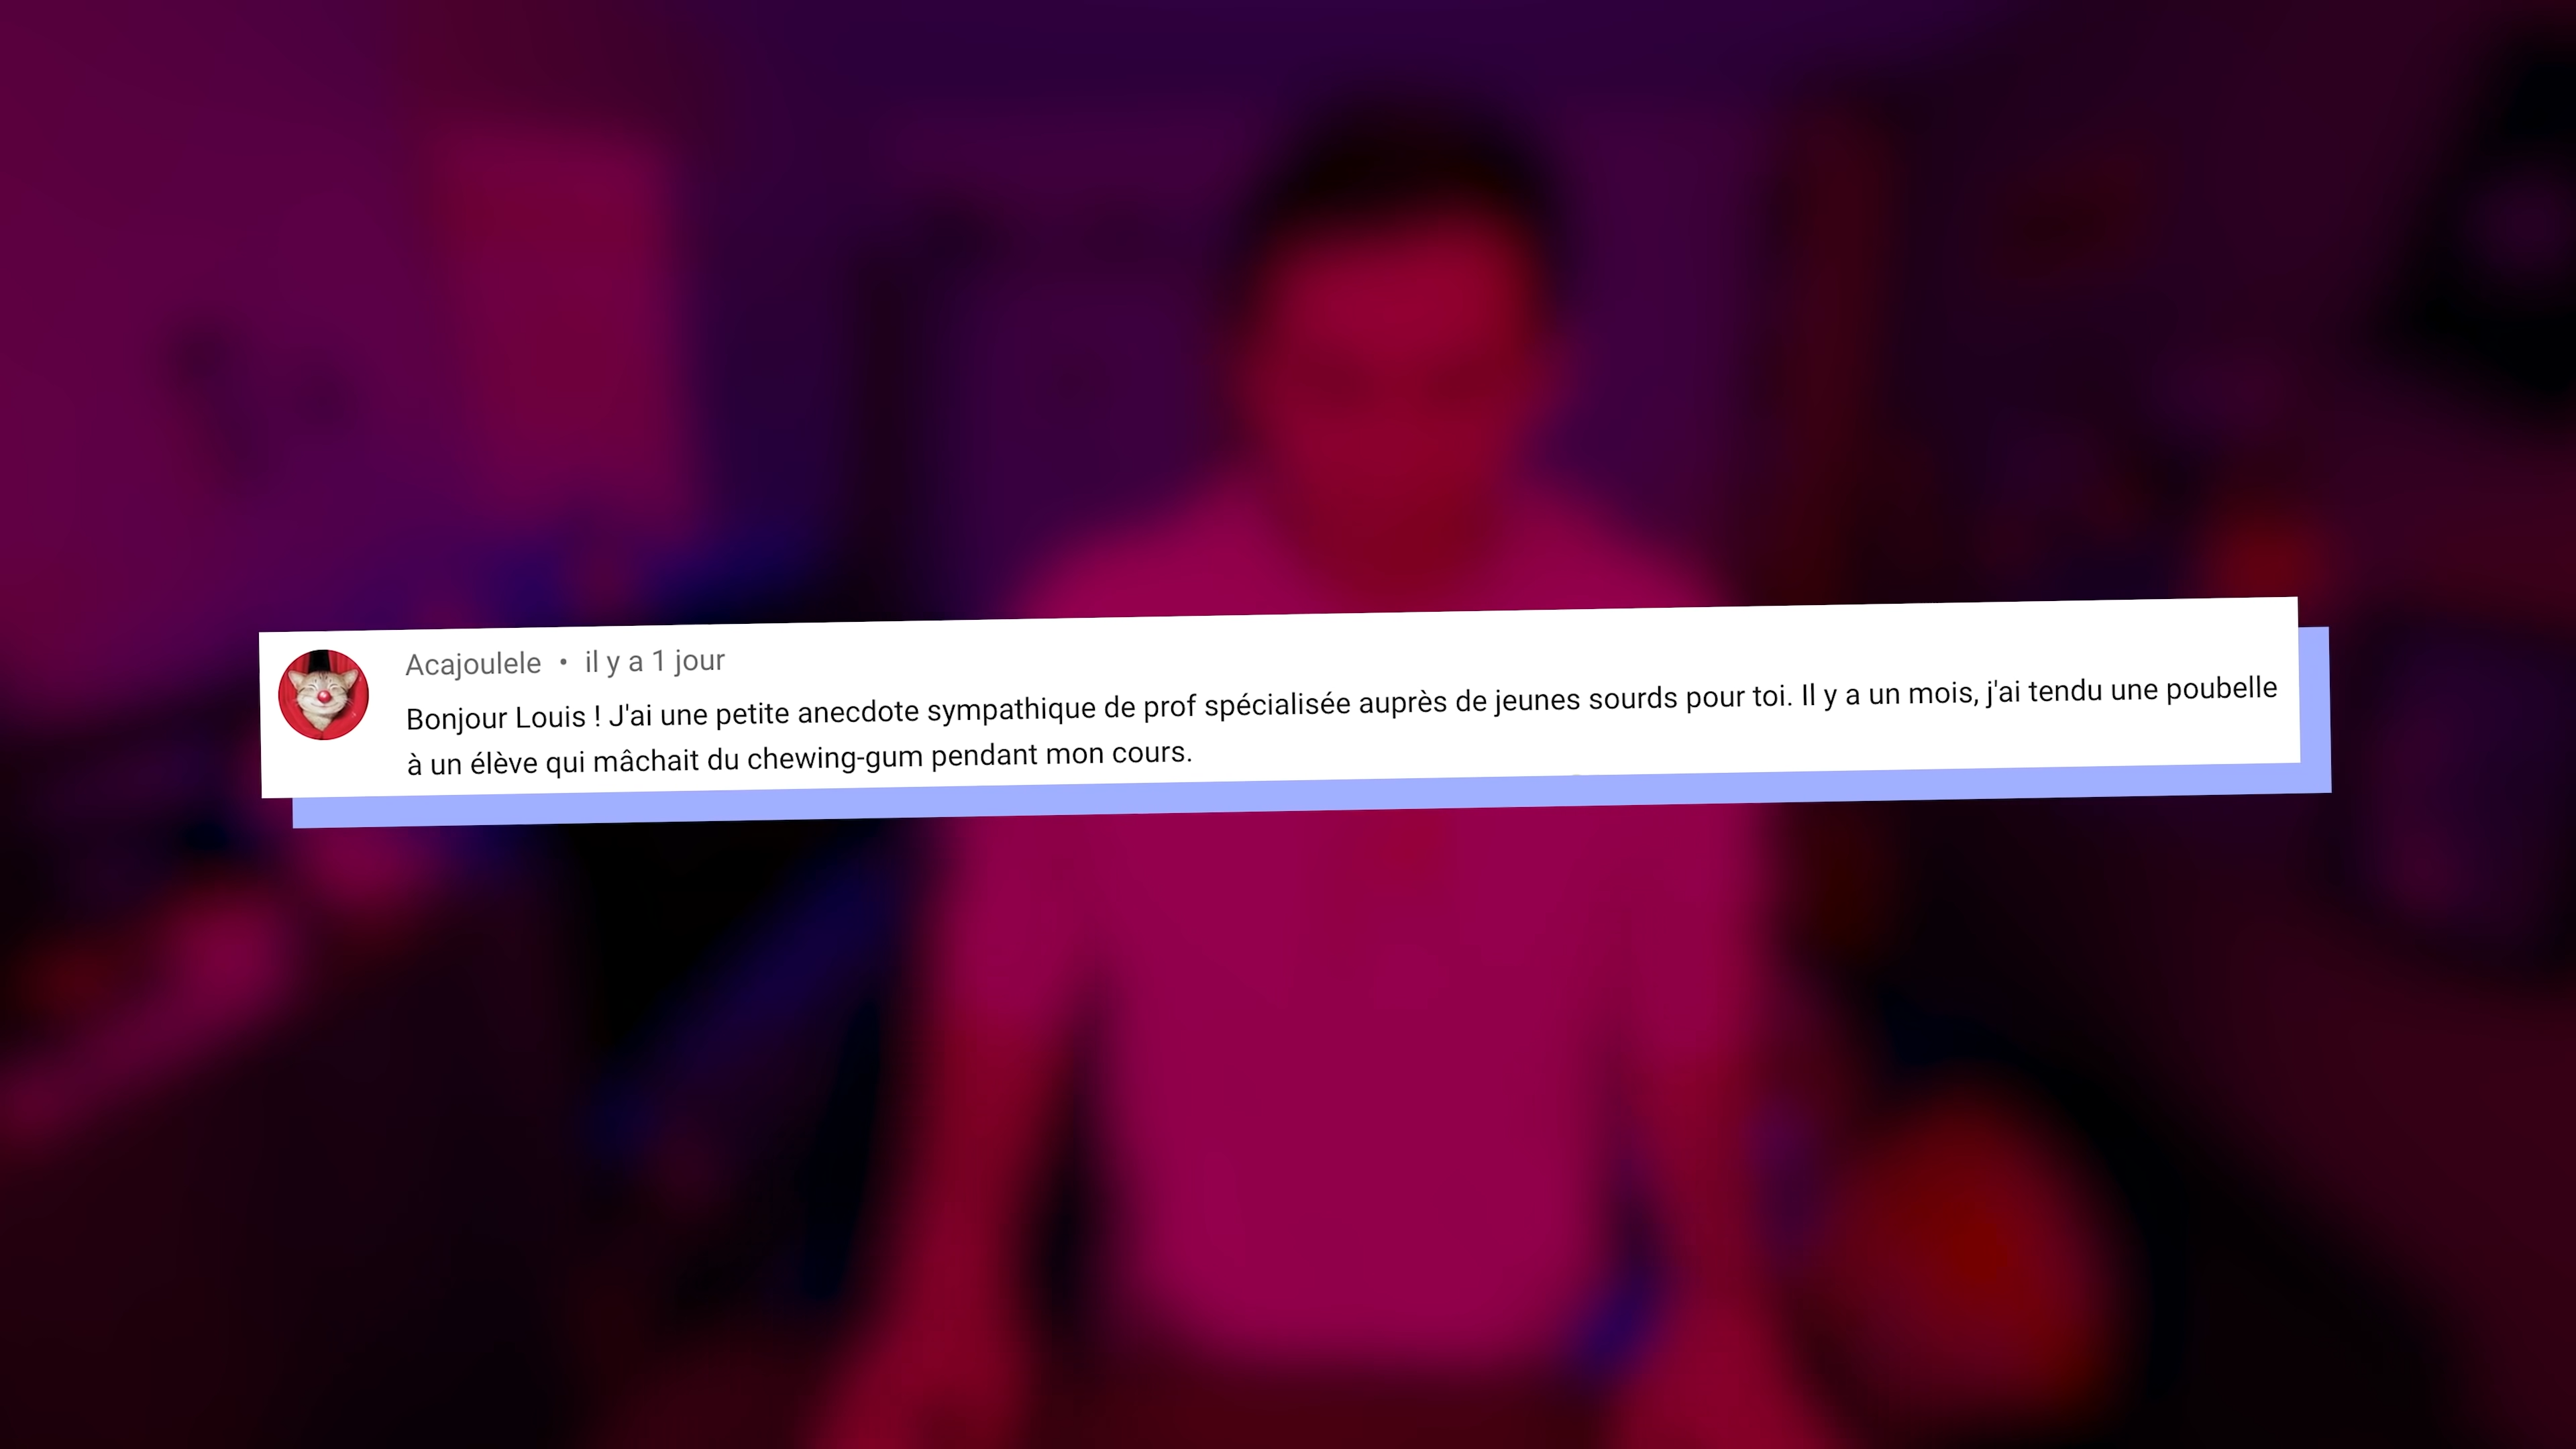 Acajoulele • il y a 1 jour
Bonjour Louis ! J'ai une petite anecdote sympathique de prof spécialisée auprès de jeunes sourds pour toi. Il y a un mois, j'ai tendu une poubelle
à un élève qui mâchait du chewing-gum pendant mon cours.